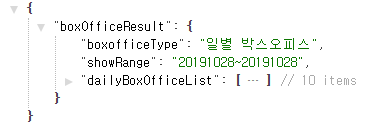 {
"boxOfficeResult": {
"boxofficeType": "일별 박스오피스",
"showRange": "20191028~20191028",
"dailyBoxOfficeList": [ … ] // 10 items
}
}